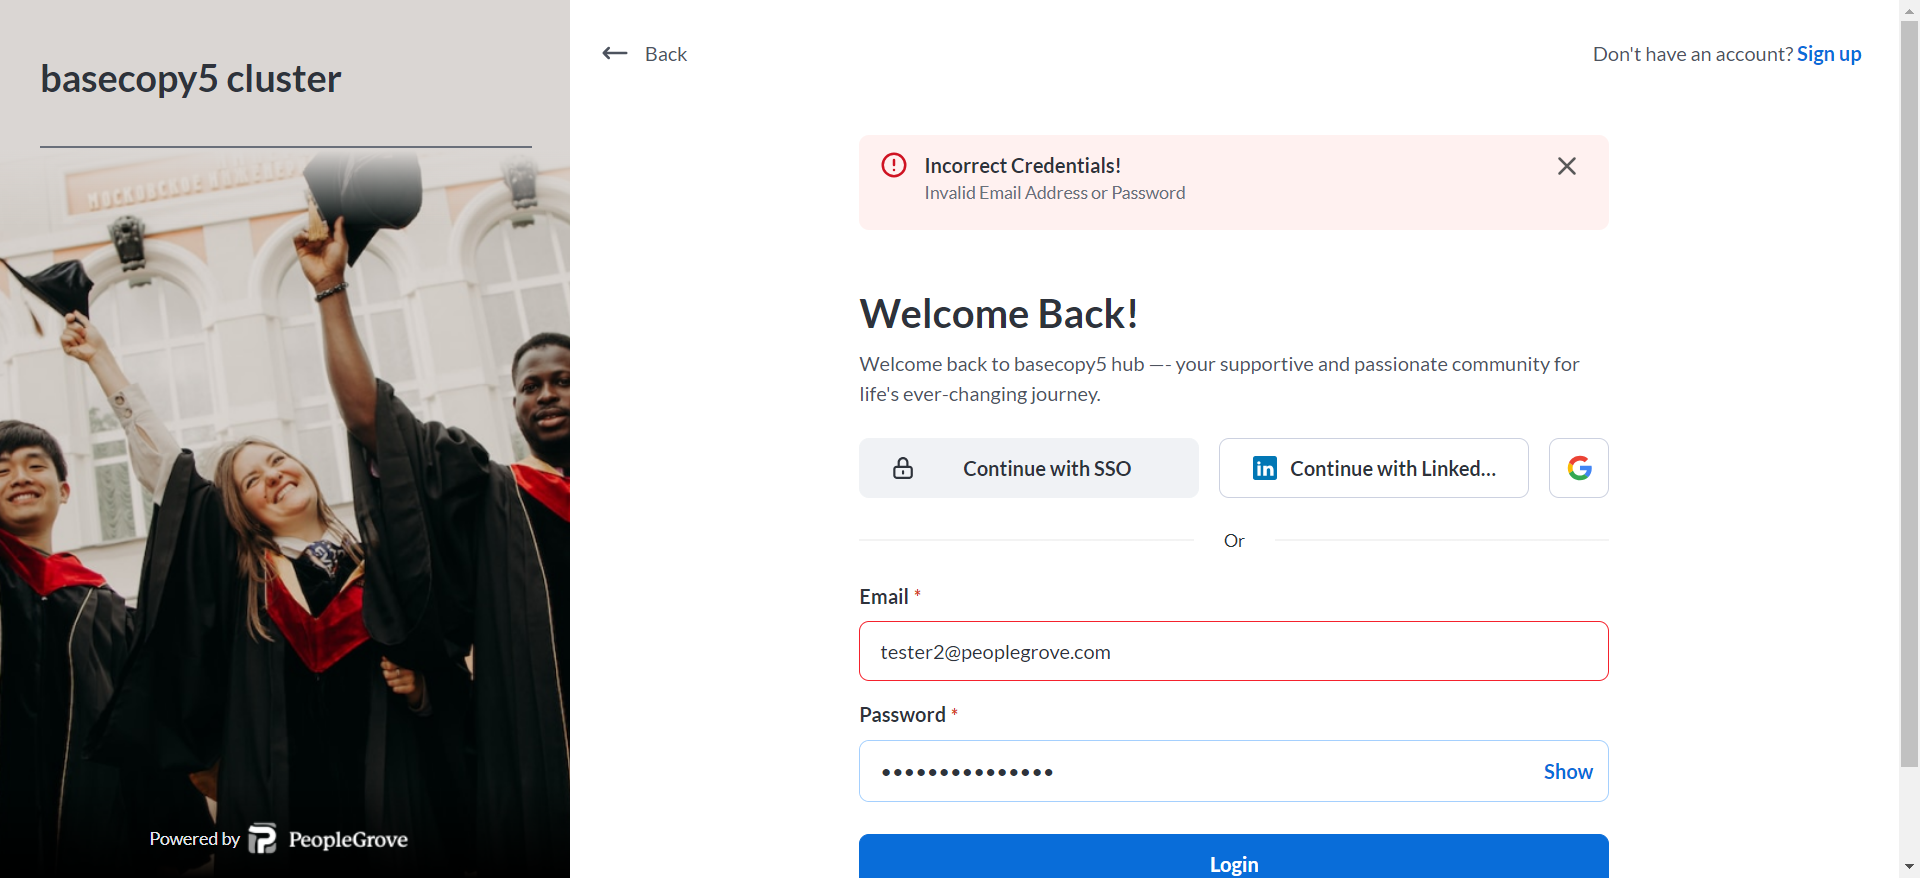 basecopy5 cluster
МОСКОВСКОЕ
Powered by PeopleGrove
Back
Don't have an account? Sign up
Incorrect Credentials!
Invalid Email Address or Password
Welcome Back!
Welcome back to basecopy5 hub —- your supportive and passionate community for
life's ever-changing journey.
Continue with SSO
in Continue with Linked...
G
Or
Email *
tester2@peoplegrove.com
Password *
•••••••••••••••
Show
Login